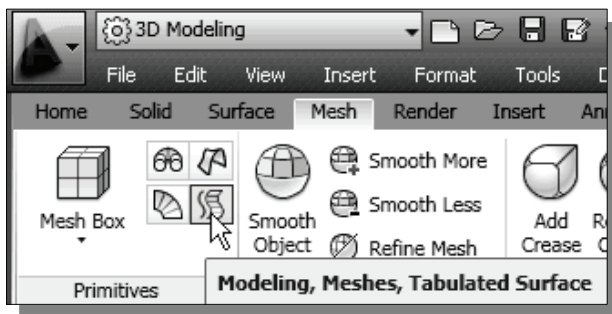 3D Modeling
File Edit View Insert Format Tools
Home Solid Surface Mesh Render Insert
Mesh Box
Smooth Object
Smooth More
Smooth Less
Refine Mesh
Add Crease
Primitives
Modeling, Meshes, Tabulated Surface